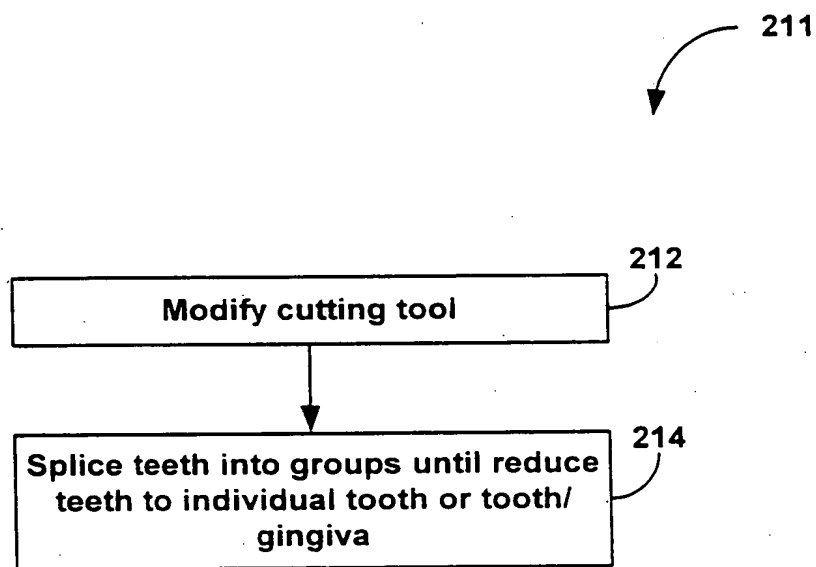 211
212
Modify cutting tool
214
Splice teeth into groups until reduce
teeth to individual tooth or tooth/
gingiva